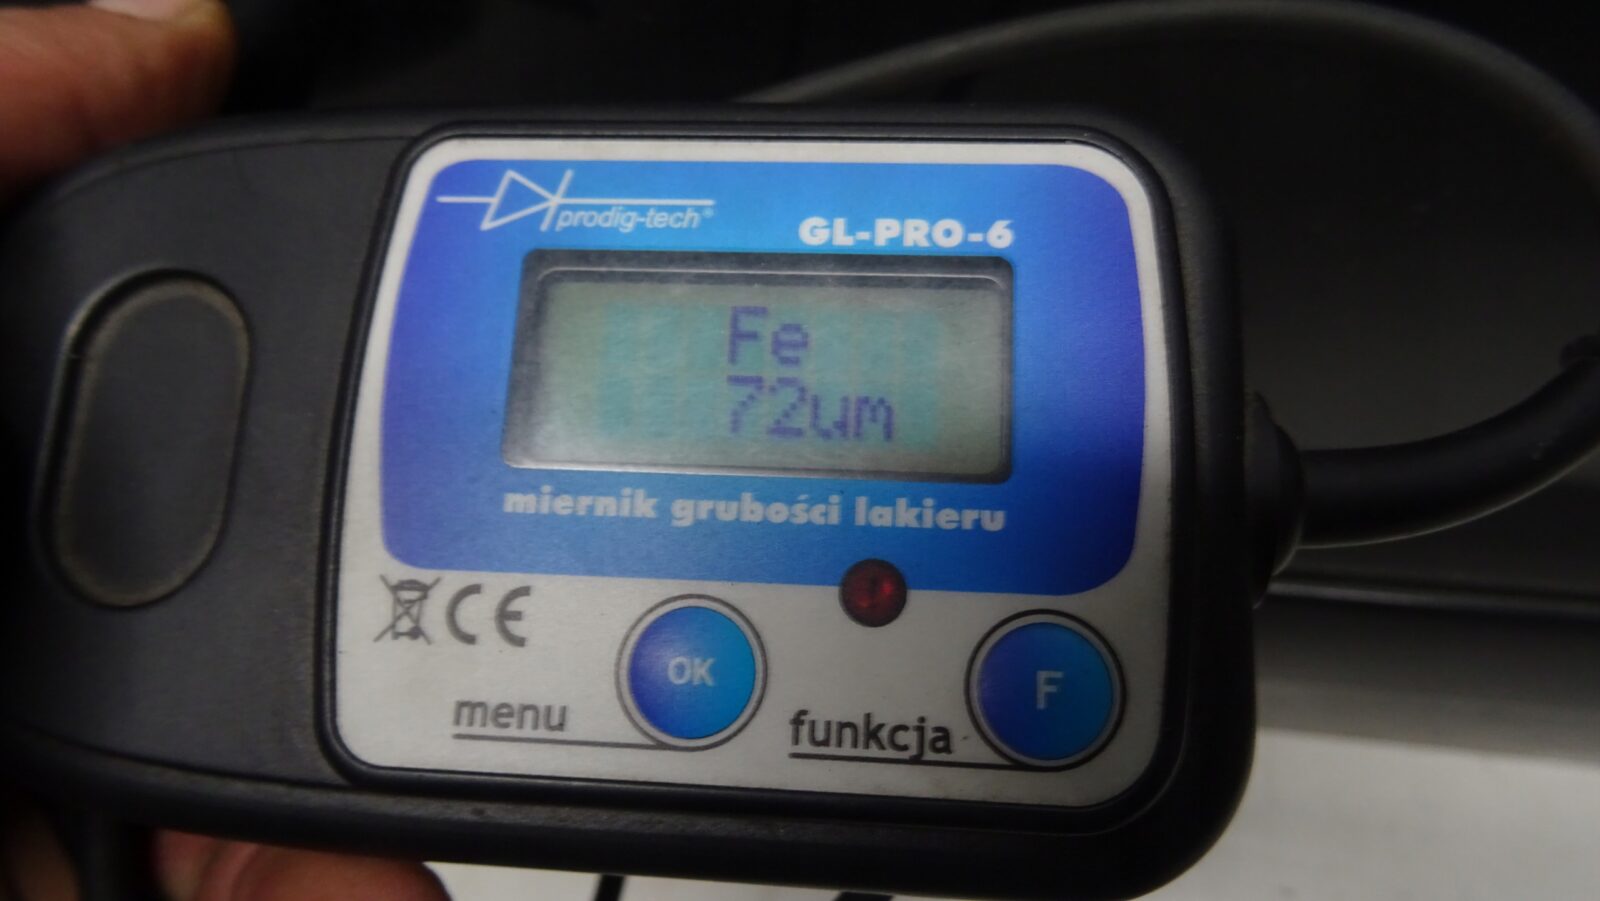 prodig-tech®
GL-PRO-6
Fe
72um
miernik grubości lakieru
CE
OK
menu
F
funkcja